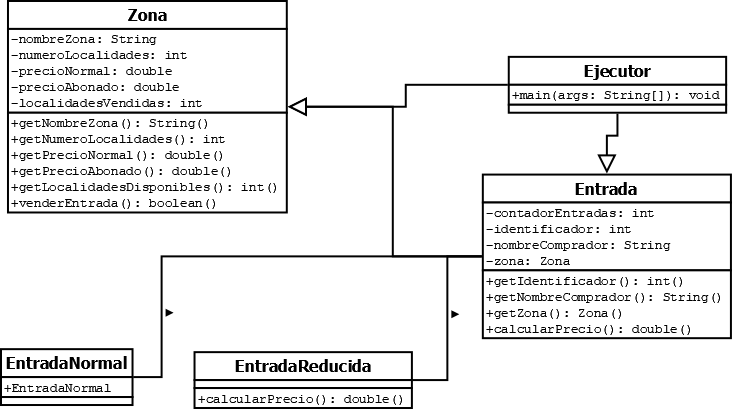 Zona
-nombreZona: String
-numeroLocalidades: int
-precioNormal: double
-precioAbonado: double
-localidadesVendidas: int
+getNombreZona(): String()
+getNumeroLocalidades(): int
+getPrecioNormal(): double()
+getPrecioAbonado(): double()
+getLocalidadesDisponibles(): int()
+venderEntrada(): boolean()
Ejecutor
+main(args: String[]): void
Entrada
-contadorEntradas: int
-identificador: int
-nombreComprador: String
-zona: Zona
+getIdentificador(): int()
+getNombreComprador(): String()
+getZona(): Zona()
+calcularPrecio(): double()
EntradaNormal
+EntradaNormal
EntradaReducida
+calcularPrecio(): double()